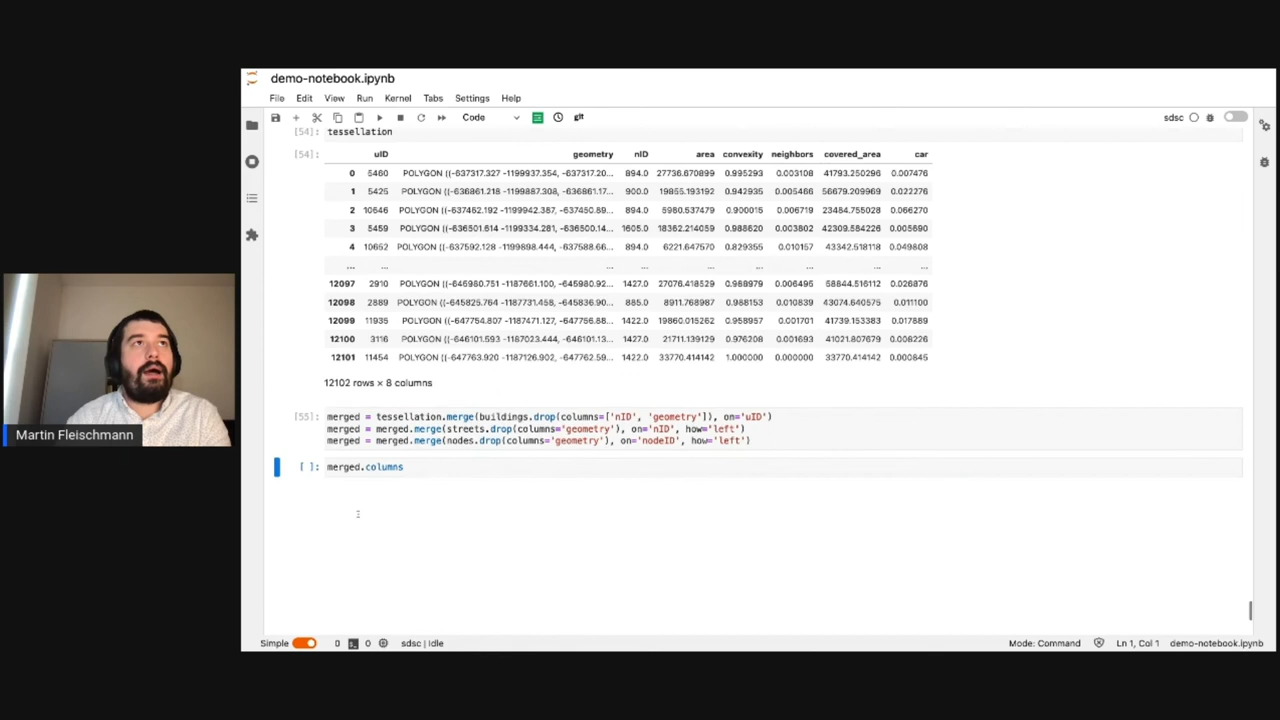 demo-notebook.ipynb
File Edit View Run Kernel Tabs Settings Help
Code git sdsc
[54]: tessellation
[54]: uID geometry nID area convexity neighbors covered_area car
0 5460 POLYGON ((-637317.327 -1199937.354, -637317.20... 894.0 27736.670899 0.995293 0.003108 41793.250296 0.007476
1 5425 POLYGON ((-636861.218 -1199887.308, -636861.17... 900.0 19855.193192 0.942935 0.005466 56679.209969 0.022276
2 10646 POLYGON ((-637462.192 -1199942.387, -637450.89... 894.0 5980.537479 0.900015 0.006719 23484.755028 0.066270
3 5459 POLYGON ((-636501.614 -1199334.281, -636500.14... 1605.0 18362.214059 0.988620 0.003802 42309.584226 0.005690
4 10652 POLYGON ((-637592.128 -1199898.444, -637588.66... 894.0 6221.647570 0.829355 0.010157 43342.518118 0.049808
... ... ... ... ... ... ... ... ...
12097 2910 POLYGON ((-645980.751 -1187661.100, -645980.92... 1427.0 27076.418529 0.968979 0.006495 58844.516112 0.026876
12098 2889 POLYGON ((-645825.764 -1187731.458, -645836.90... 885.0 8911.768987 0.988153 0.010839 43074.640575 0.011100
12099 11935 POLYGON ((-647754.807 -1187471.127, -647756.88... 1422.0 19860.015262 0.958957 0.001701 41739.153383 0.017889
12100 3116 POLYGON ((-646101.593 -1187023.444, -646101.13... 1427.0 21711.139129 0.976208 0.001693 41021.807679 0.008226
12101 11454 POLYGON ((-647763.920 -1187126.902, -647762.59... 1422.0 33770.414142 1.000000 0.000000 33770.414142 0.000845
12102 rows × 8 columns
[55]: merged = tessellation.merge(buildings.drop(columns=['nID', 'geometry']), on='uID')
merged = merged.merge(streets.drop(columns='geometry'), on='nID', how='left')
merged = merged.merge(nodes.drop(columns='geometry'), on='nodeID', how='left')
[ ]: merged.columns
Martin Fleischmann
Simple 0 0 sdsc | Idle Mode: Command Ln 1, Col 1 demo-notebook.ipynb